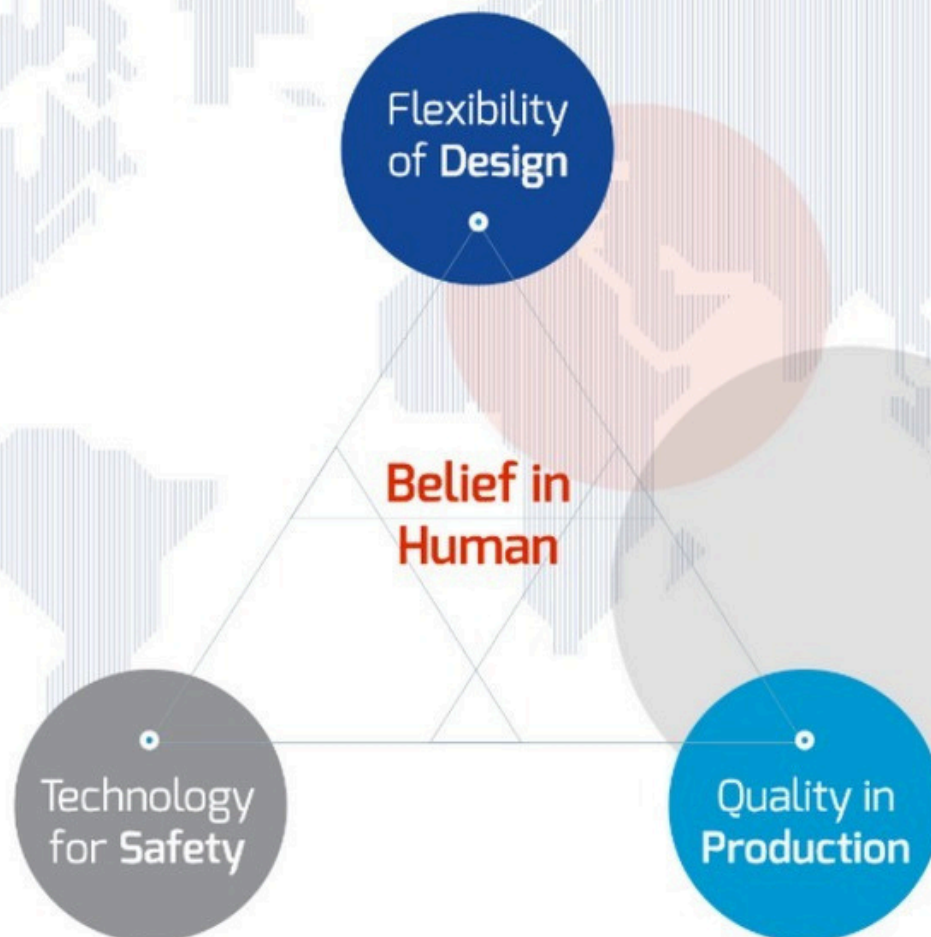 Flexibility
of Design
Belief in
Human
Technology
for Safety
Quality in
Production